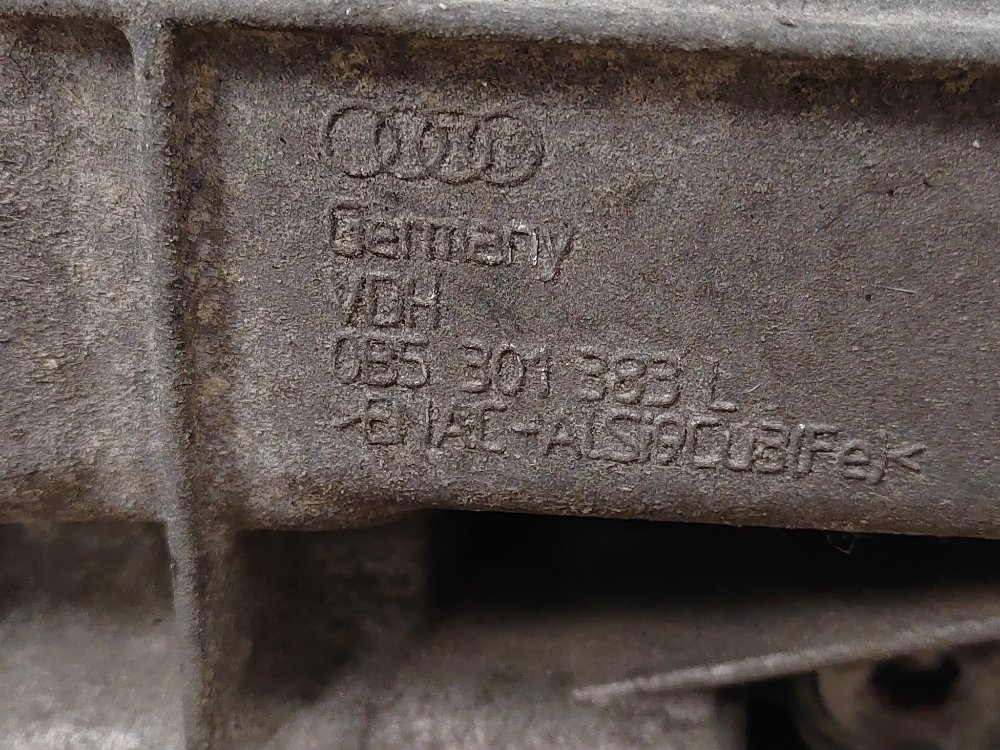 Germany
VDH
0B5 301 383 L
>EN AC-AlSi9Cu3(Fe)<